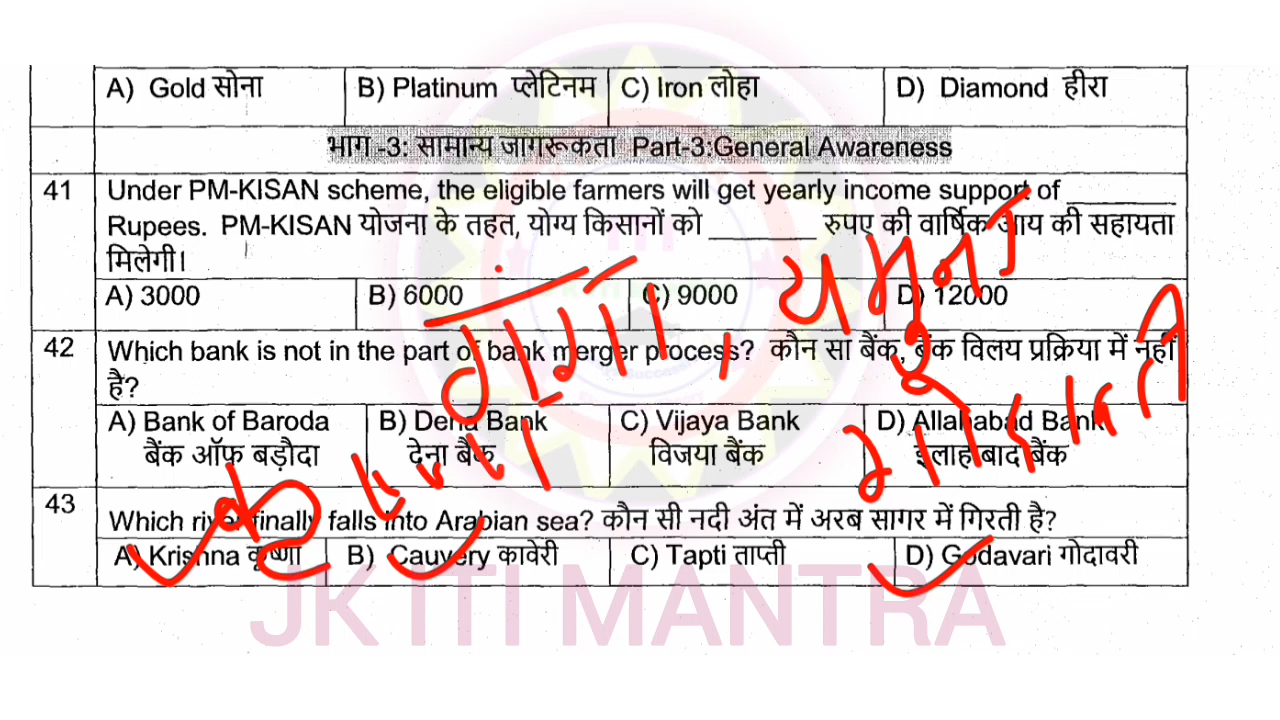 A) Gold सोना B) Platinum प्लेटिनम C) Iron लोहा D) Diamond हीरा
भाग -3: सामान्य जागरूकता Part-3:General Awareness
41 Under PM-KISAN scheme, the eligible farmers will get yearly income support of ________
Rupees. PM-KISAN योजना के तहत, योग्य किसानों को ________ रुपए की वार्षिक आय की सहायता
मिलेगी।
A) 3000 B) 6000 C) 9000 D) 12000
गंगा, यमुना
42 Which bank is not in the part of bank merger process? कौन सा बैंक, बैंक विलय प्रक्रिया में नहीं
है?
A) Bank of Baroda B) Dena Bank C) Vijaya Bank D) Allahabad Bank
बैंक ऑफ़ बड़ौदा देना बैंक विजया बैंक इलाहाबाद बैंक
गोदावरी
43 Which river finally falls into Arabian sea? कौन सी नदी अंत में अरब सागर में गिरती है?
A) Krishna कृष्णा B) Cauvery कावेरी C) Tapti ताप्ती D) Godavari गोदावरी
JK ITI MANTRA